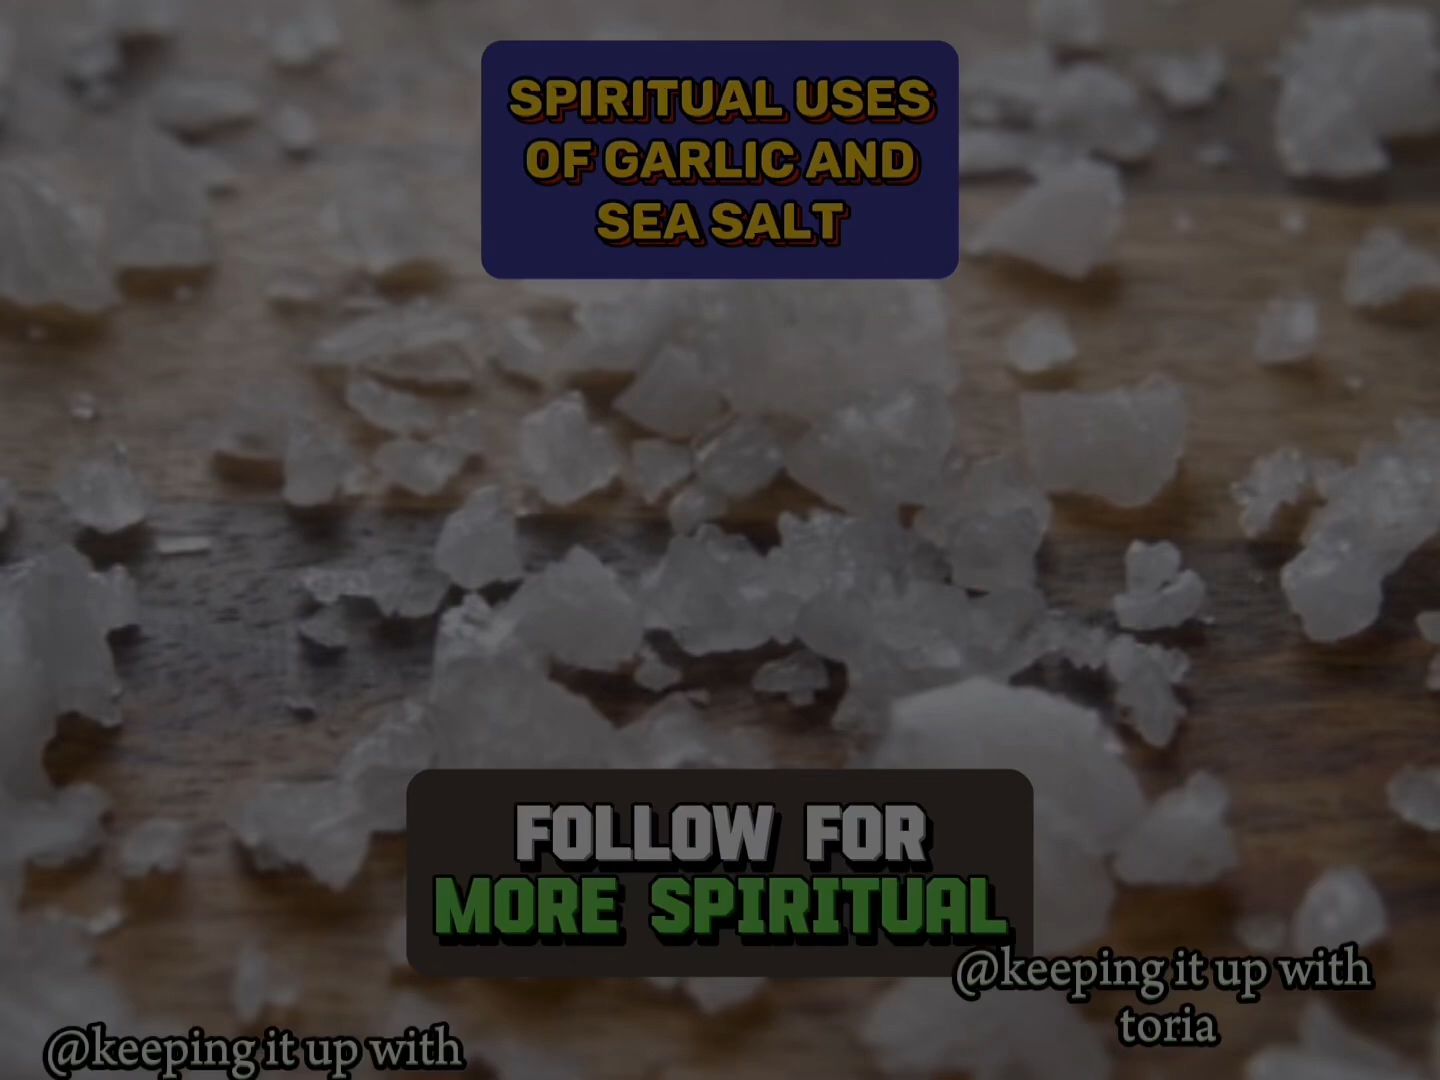 SPIRITUAL USES
OF GARLIC AND
SEA SALT
FOLLOW FOR
MORE SPIRITUAL
@keeping it up with
toria
@keeping it up with